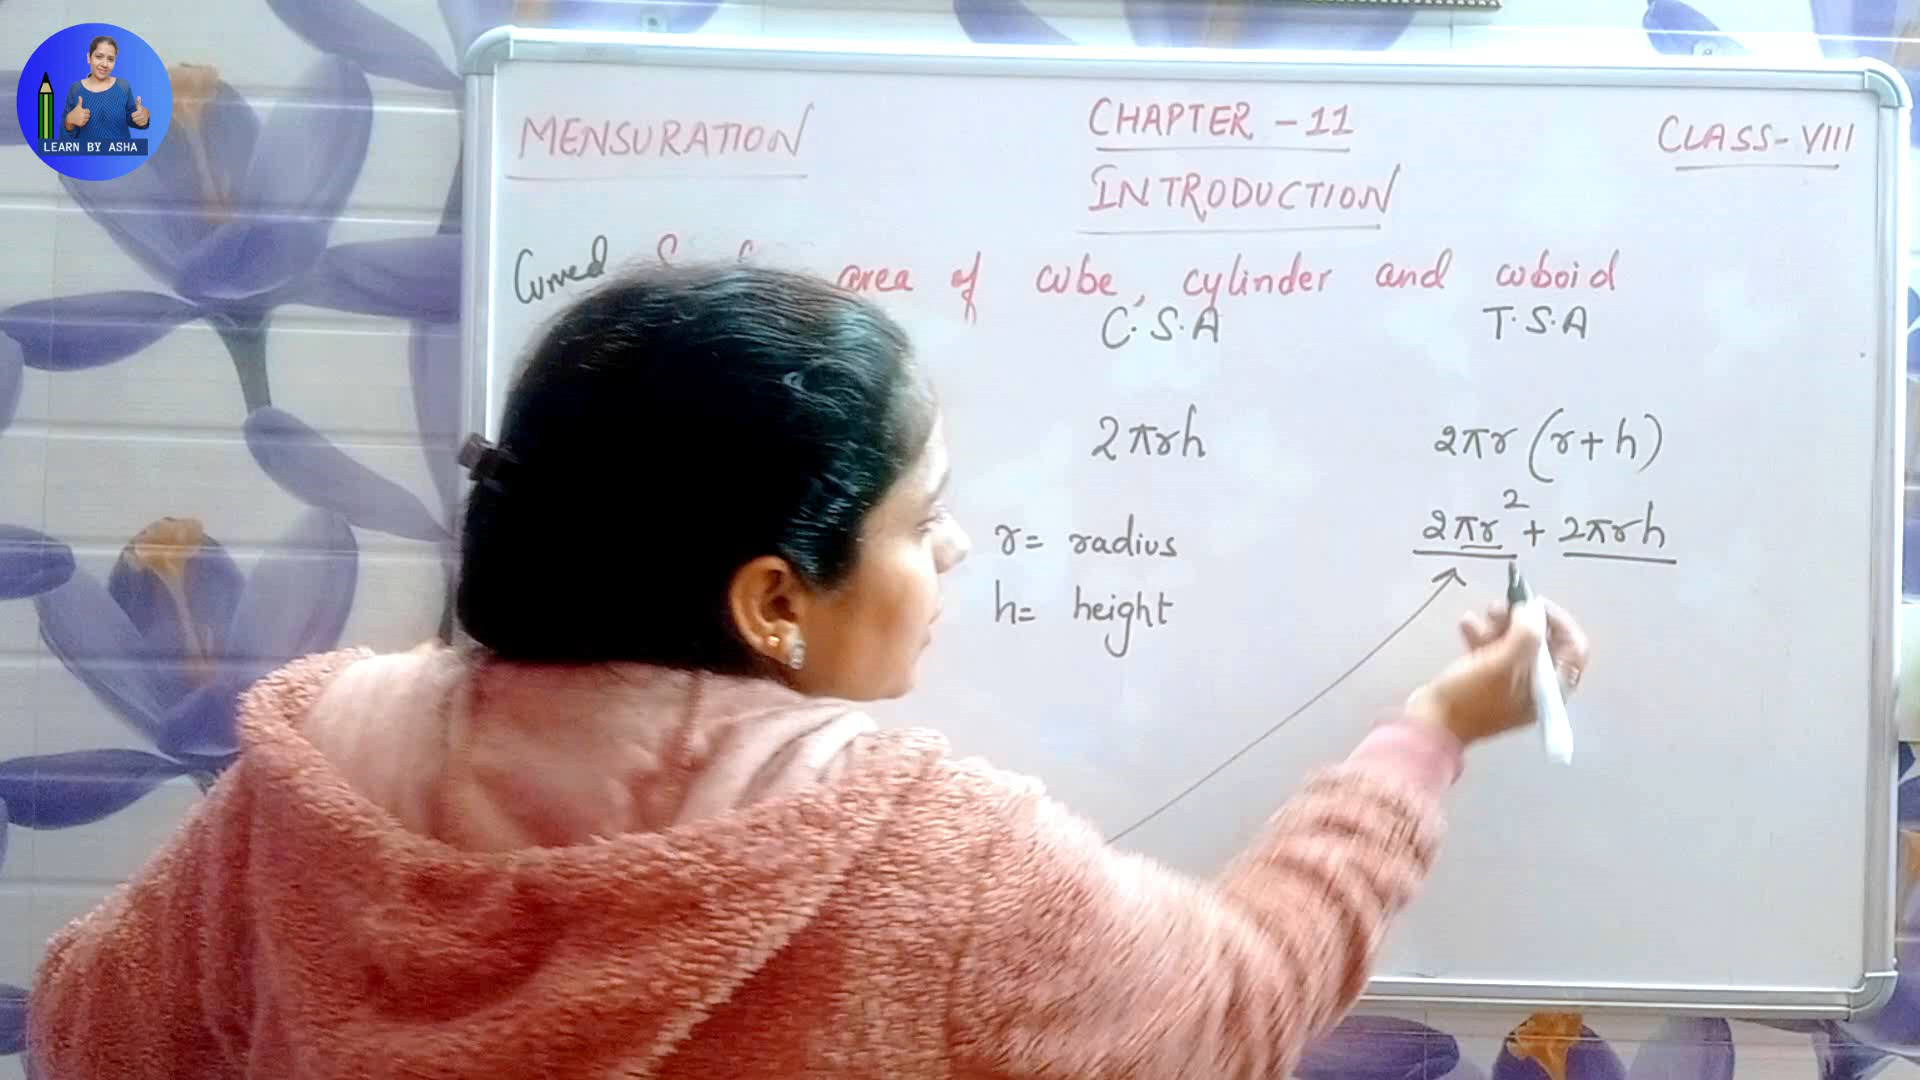 LEARN BY ASHA
MENSURATION
CHAPTER - 11
CLASS - VIII
INTRODUCTION
Curved area of cube, cylinder and cuboid
C.S.A T.S.A
2πrh 2πr (r+h)
2πr² + 2πrh
r = radius
h = height